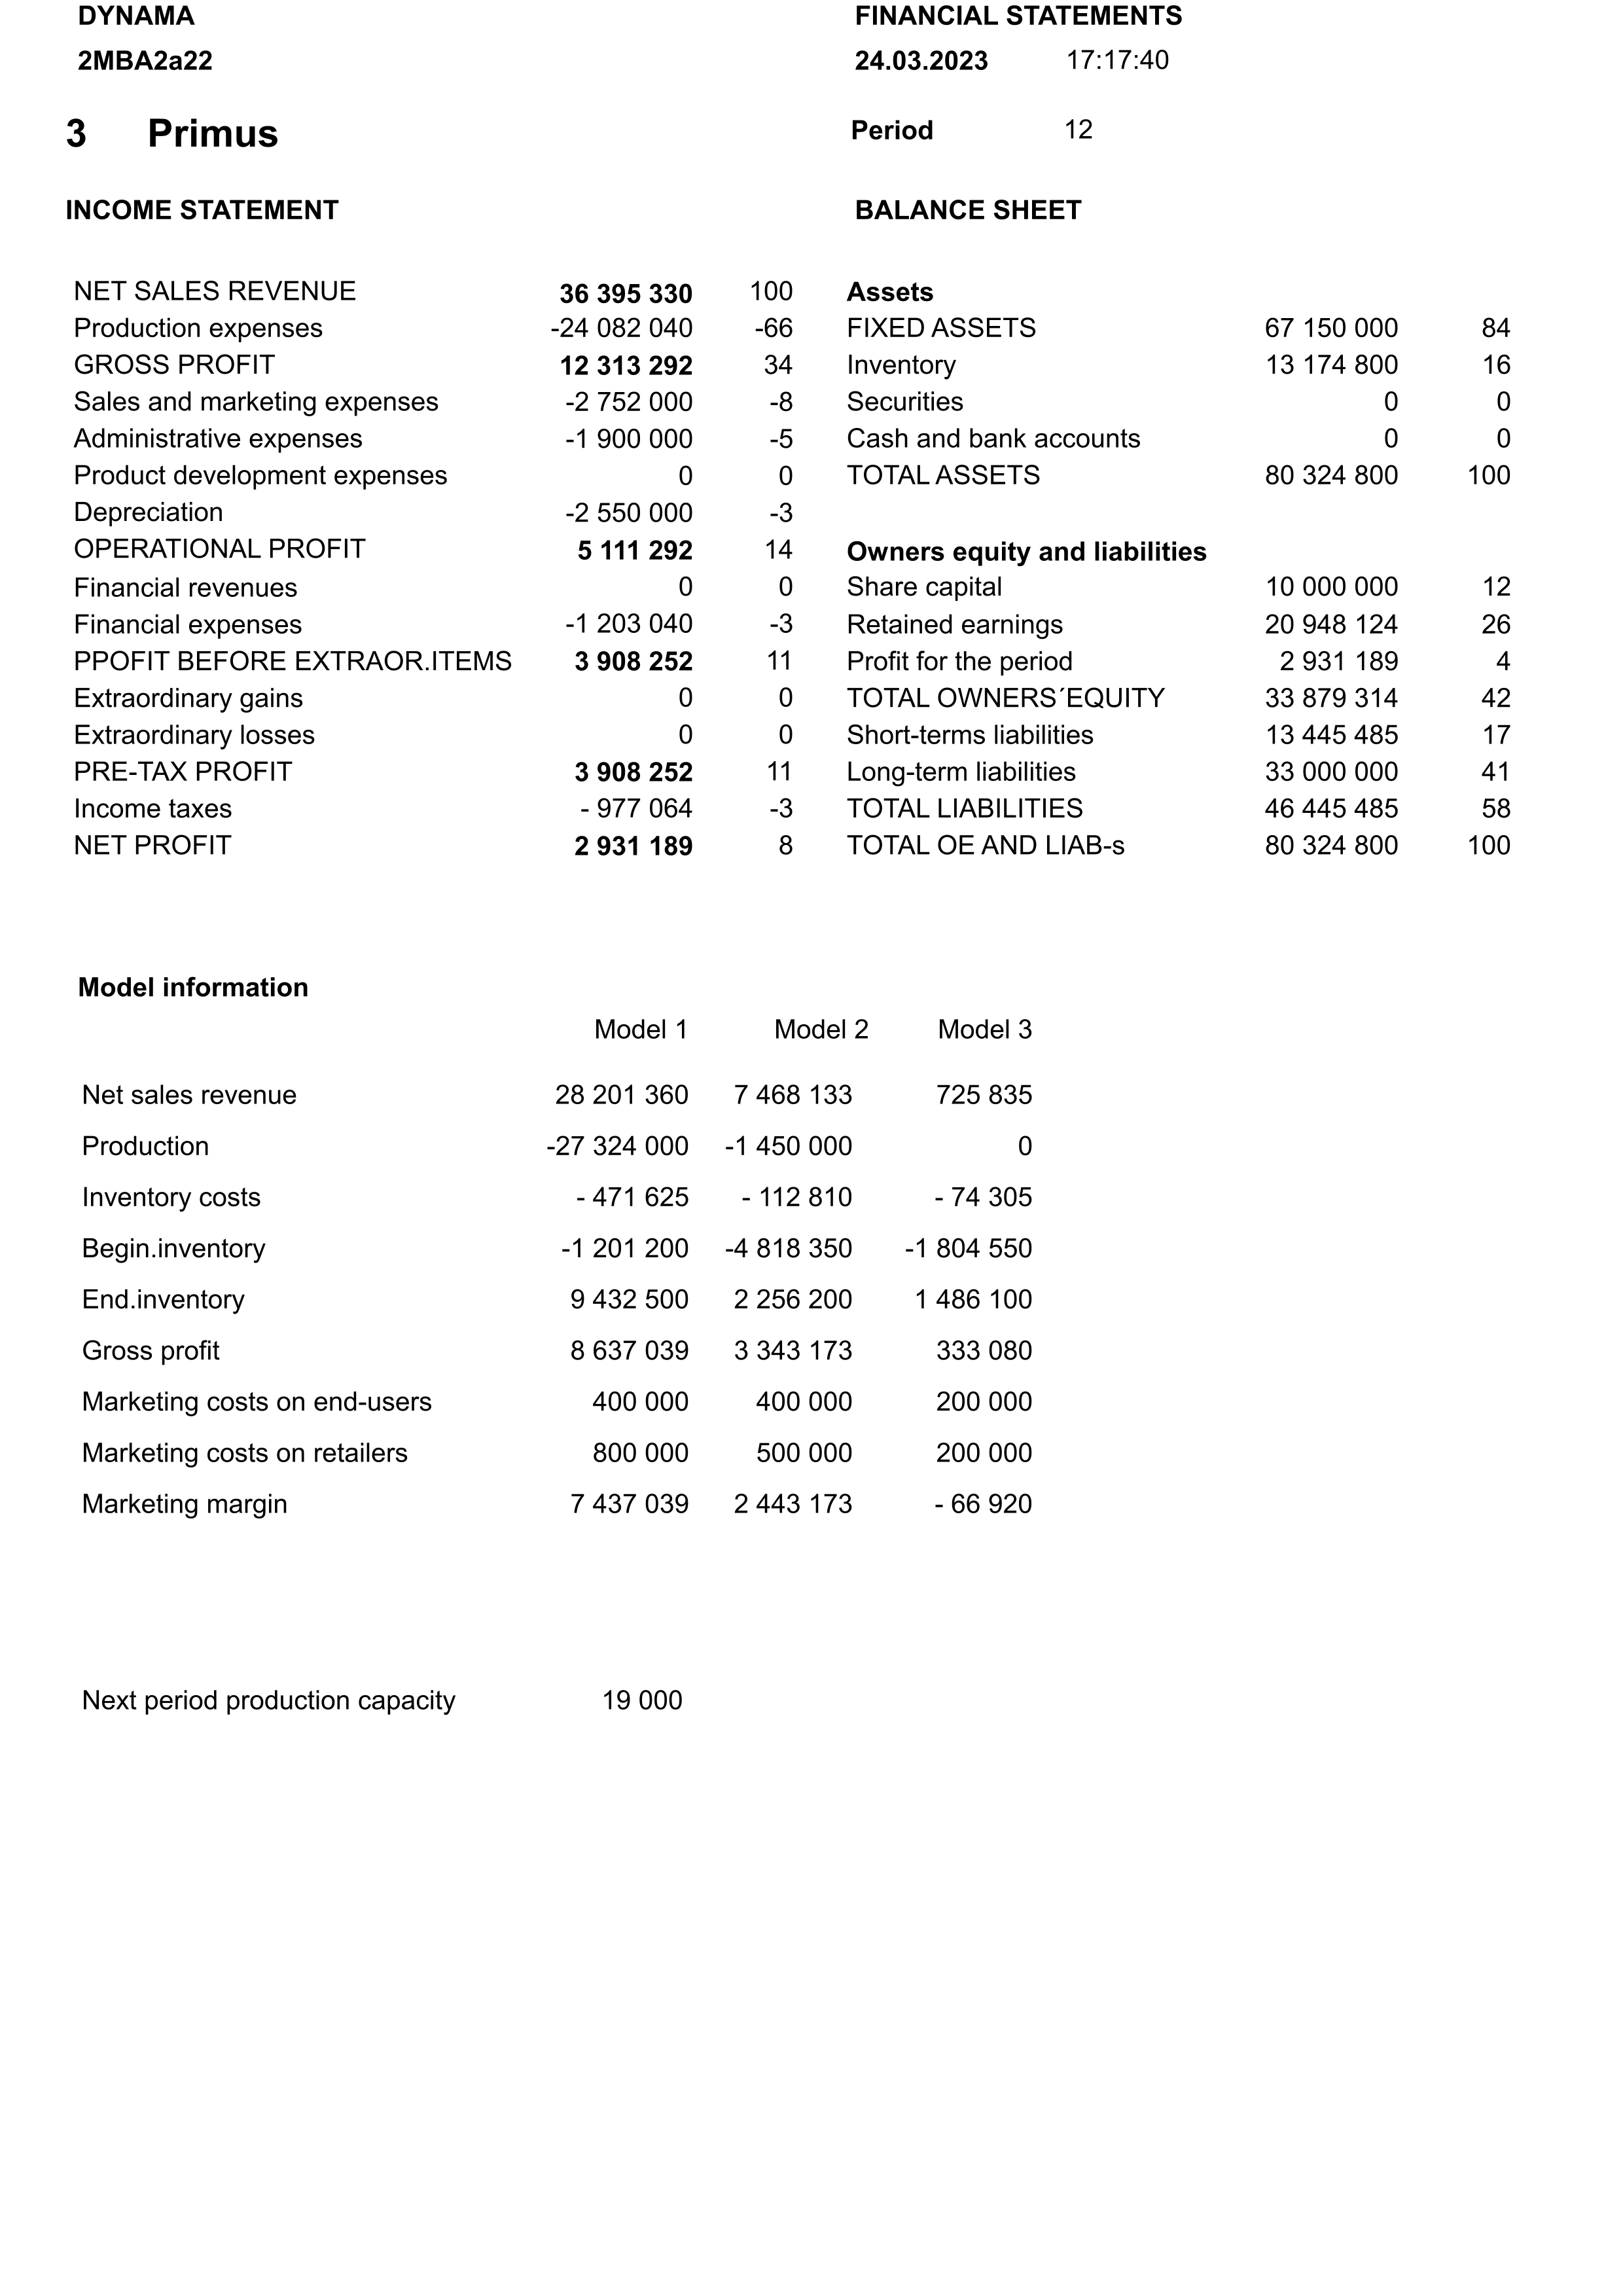 DYNAMA FINANCIAL STATEMENTS
2MBA2a22 24.03.2023 17:17:40
3 Primus Period 12
INCOME STATEMENT BALANCE SHEET
NET SALES REVENUE 36 395 330 100 Assets
Production expenses -24 082 040 -66 FIXED ASSETS 67 150 000 84
GROSS PROFIT 12 313 292 34 Inventory 13 174 800 16
Sales and marketing expenses -2 752 000 -8 Securities 0 0
Administrative expenses -1 900 000 -5 Cash and bank accounts 0 0
Product development expenses 0 0 TOTAL ASSETS 80 324 800 100
Depreciation -2 550 000 -3
OPERATIONAL PROFIT 5 111 292 14 Owners equity and liabilities
Financial revenues 0 0 Share capital 10 000 000 12
Financial expenses -1 203 040 -3 Retained earnings 20 948 124 26
PPOFIT BEFORE EXTRAOR.ITEMS 3 908 252 11 Profit for the period 2 931 189 4
Extraordinary gains 0 0 TOTAL OWNERS´EQUITY 33 879 314 42
Extraordinary losses 0 0 Short-terms liabilities 13 445 485 17
PRE-TAX PROFIT 3 908 252 11 Long-term liabilities 33 000 000 41
Income taxes - 977 064 -3 TOTAL LIABILITIES 46 445 485 58
NET PROFIT 2 931 189 8 TOTAL OE AND LIAB-s 80 324 800 100
Model information
Model 1 Model 2 Model 3
Net sales revenue 28 201 360 7 468 133 725 835
Production -27 324 000 -1 450 000 0
Inventory costs - 471 625 - 112 810 - 74 305
Begin.inventory -1 201 200 -4 818 350 -1 804 550
End.inventory 9 432 500 2 256 200 1 486 100
Gross profit 8 637 039 3 343 173 333 080
Marketing costs on end-users 400 000 400 000 200 000
Marketing costs on retailers 800 000 500 000 200 000
Marketing margin 7 437 039 2 443 173 - 66 920
Next period production capacity 19 000